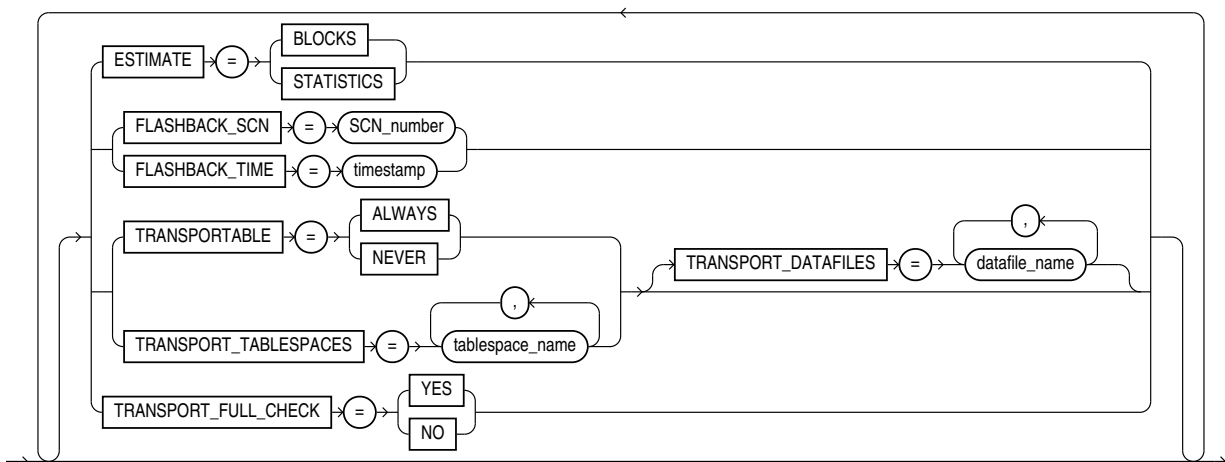 ESTIMATE = BLOCKS
STATISTICS
FLASHBACK_SCN = SCN_number
FLASHBACK_TIME = timestamp
TRANSPORTABLE = ALWAYS
NEVER
TRANSPORT_DATAFILES = , datafile_name
TRANSPORT_TABLESPACES = , tablespace_name
TRANSPORT_FULL_CHECK = YES
NO